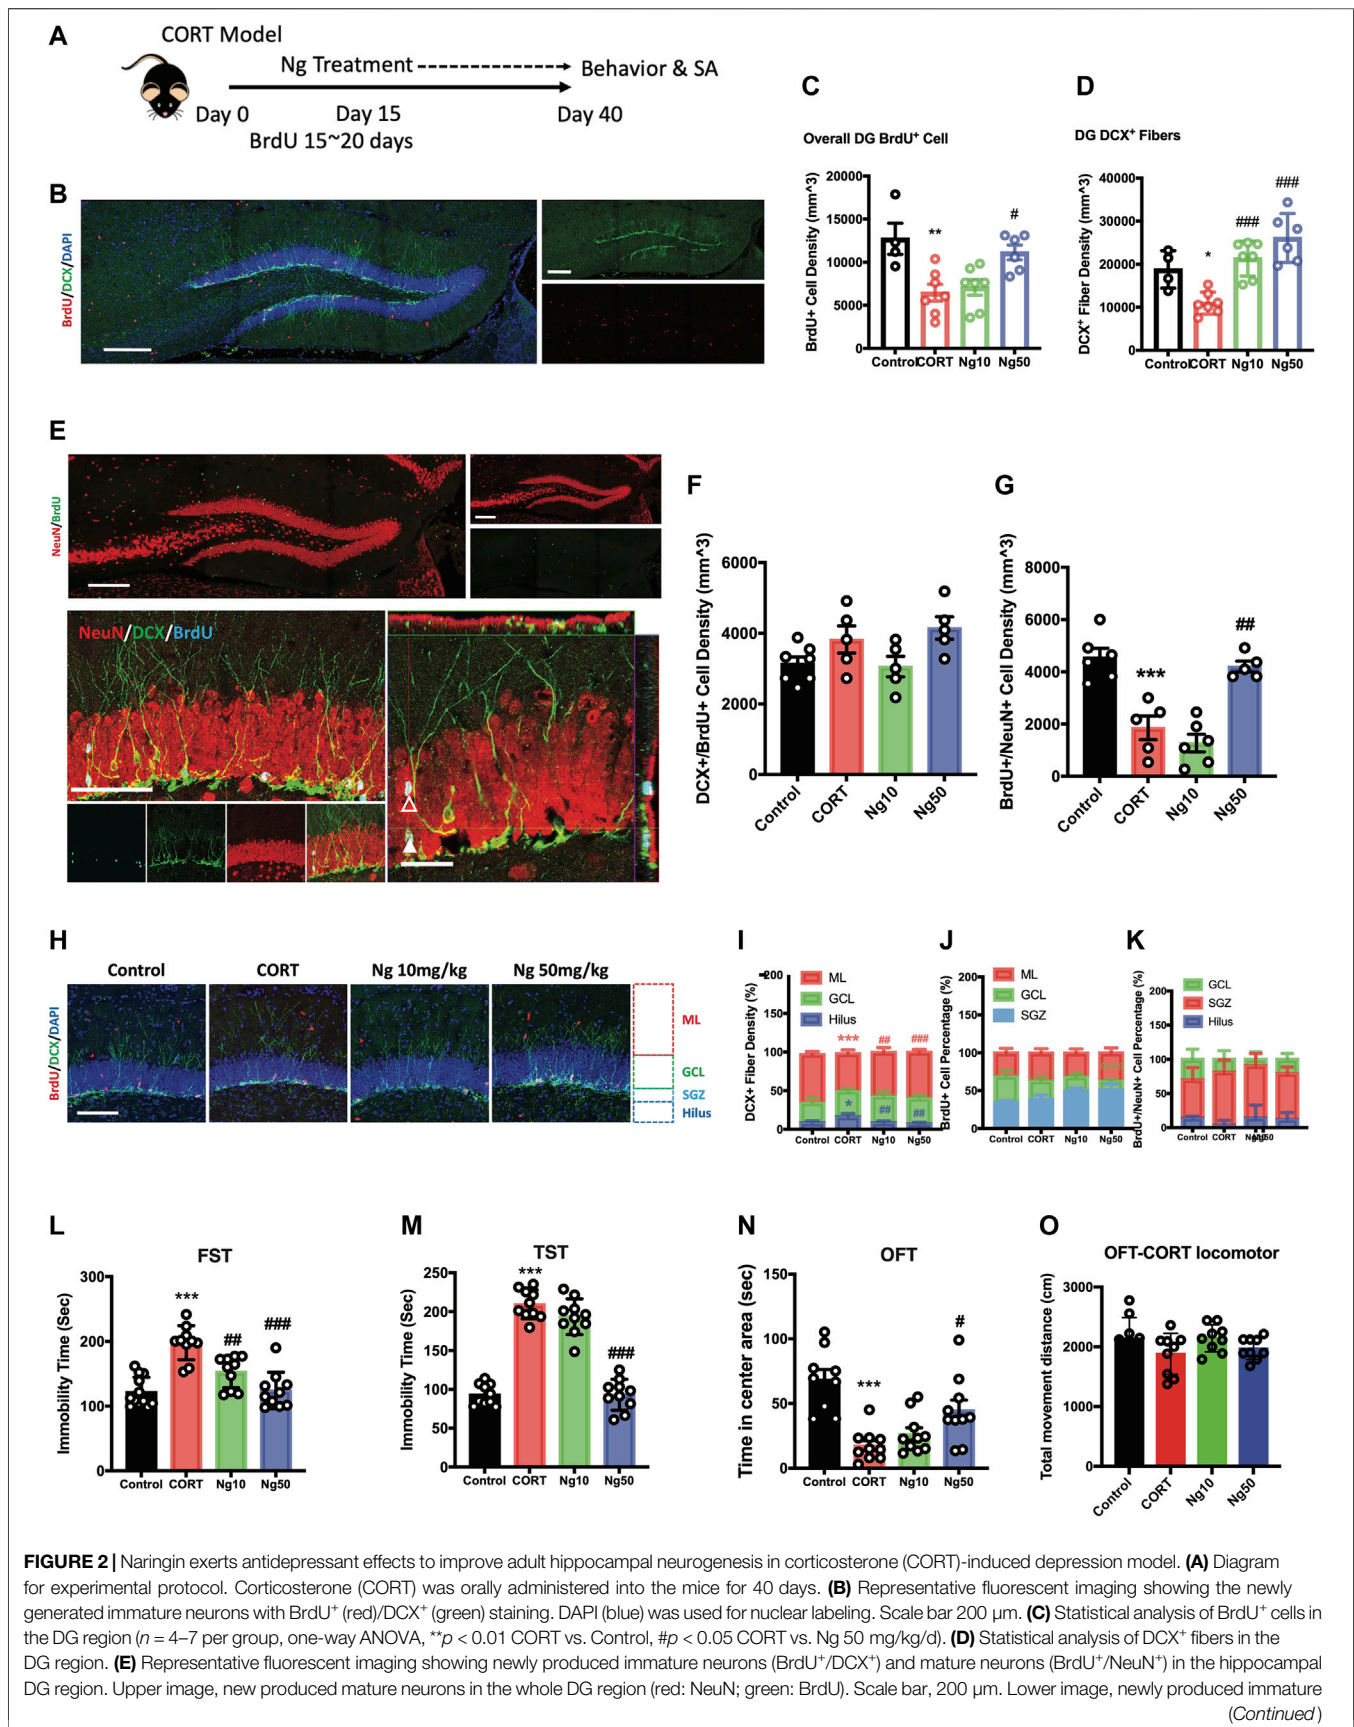 A
CORT Model
Ng Treatment
Behavior & SA
Day 0
Day 15
Day 40
BrdU 15~20 days
B
BrdU/DCX/DAPI
C
Overall DG BrdU+ Cell
BrdU+ Cell Density (mm^3)
20000
15000
10000
5000
0
**
#
Control CORT Ng10 Ng50
D
DG DCX+ Fibers
DCX+ Fiber Density (mm^3)
40000
30000
20000
10000
0
*
###
###
Control CORT Ng10 Ng50
E
NeuN/BrdU
NeuN/DCX/BrdU
F
DCX+/BrdU+ Cell Density (mm^3)
6000
4000
2000
0
Control CORT Ng10 Ng50
G
BrdU+/NeuN+ Cell Density (mm^3)
8000
6000
4000
2000
0
***
##
Control CORT Ng10 Ng50
H
Control CORT Ng 10mg/kg Ng 50mg/kg
BrdU/DCX/DAPI
ML
GCL
SGZ
Hilus
I
DCX+ Fiber Density (%)
200
150
100
50
0
ML
GCL
Hilus
*** ## ###
* ## ##
Control CORT Ng10 Ng50
J
BrdU+ Cell Percentage (%)
200
150
100
50
0
ML
GCL
SGZ
Control CORT Ng10 Ng50
K
BrdU+/NeuN+ Cell Percentage (%)
200
150
100
50
0
GCL
SGZ
Hilus
Control CORT Ng10 Ng50
L
FST
Immobility Time (Sec)
300
200
100
0
***
##
###
Control CORT Ng10 Ng50
M
TST
Immobility Time (Sec)
250
200
150
100
50
0
***
###
Control CORT Ng10 Ng50
N
OFT
Time in center area (sec)
150
100
50
0
***
#
Control CORT Ng10 Ng50
O
OFT-CORT locomotor
Total movement distance (cm)
3000
2000
1000
0
Control CORT Ng10 Ng50
FIGURE 2 | Naringin exerts antidepressant effects to improve adult hippocampal neurogenesis in corticosterone (CORT)-induced depression model. (A) Diagram
for experimental protocol. Corticosterone (CORT) was orally administered into the mice for 40 days. (B) Representative fluorescent imaging showing the newly
generated immature neurons with BrdU+ (red)/DCX+ (green) staining. DAPI (blue) was used for nuclear labeling. Scale bar 200 µm. (C) Statistical analysis of BrdU+ cells in
the DG region (n = 4–7 per group, one-way ANOVA, **p < 0.01 CORT vs. Control, #p < 0.05 CORT vs. Ng 50 mg/kg/d). (D) Statistical analysis of DCX+ fibers in the
DG region. (E) Representative fluorescent imaging showing newly produced immature neurons (BrdU+/DCX+) and mature neurons (BrdU+/NeuN+) in the hippocampal
DG region. Upper image, new produced mature neurons in the whole DG region (red: NeuN; green: BrdU). Scale bar, 200 µm. Lower image, newly produced immature
(Continued)